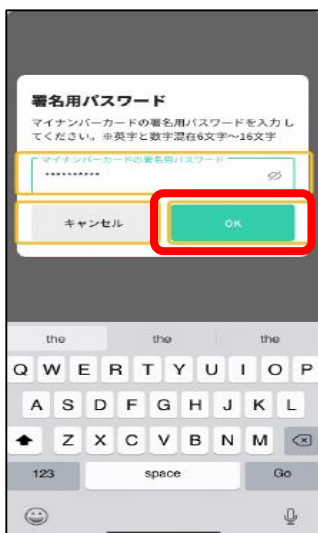 署名用パスワード
マイナンバーカードの署名用パスワードを入力し
てください。※英字と数字混在6文字～16文字
マイナンバーカードの署名用パスワード
••••••••••
キャンセル
OK
the the the
Q W E R T Y U I O P
A S D F G H J K L
Z X C V B N M
123 space Go